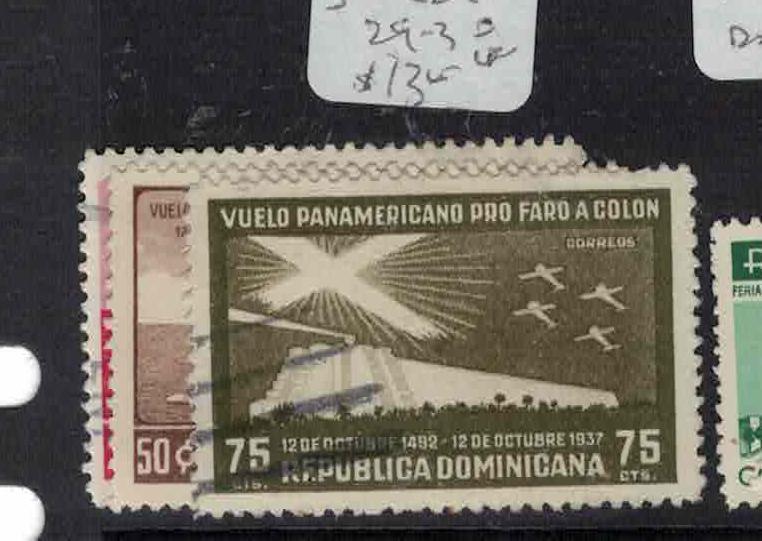 29-30
VUELO PANAMERICANO PRO FARO A COLON
CORREOS
75 12 DE OCTUBRE 1492 - 12 DE OCTUBRE 1937 75
CTS. REPUBLICA DOMINICANA CTS.
50 ¢
FERIA